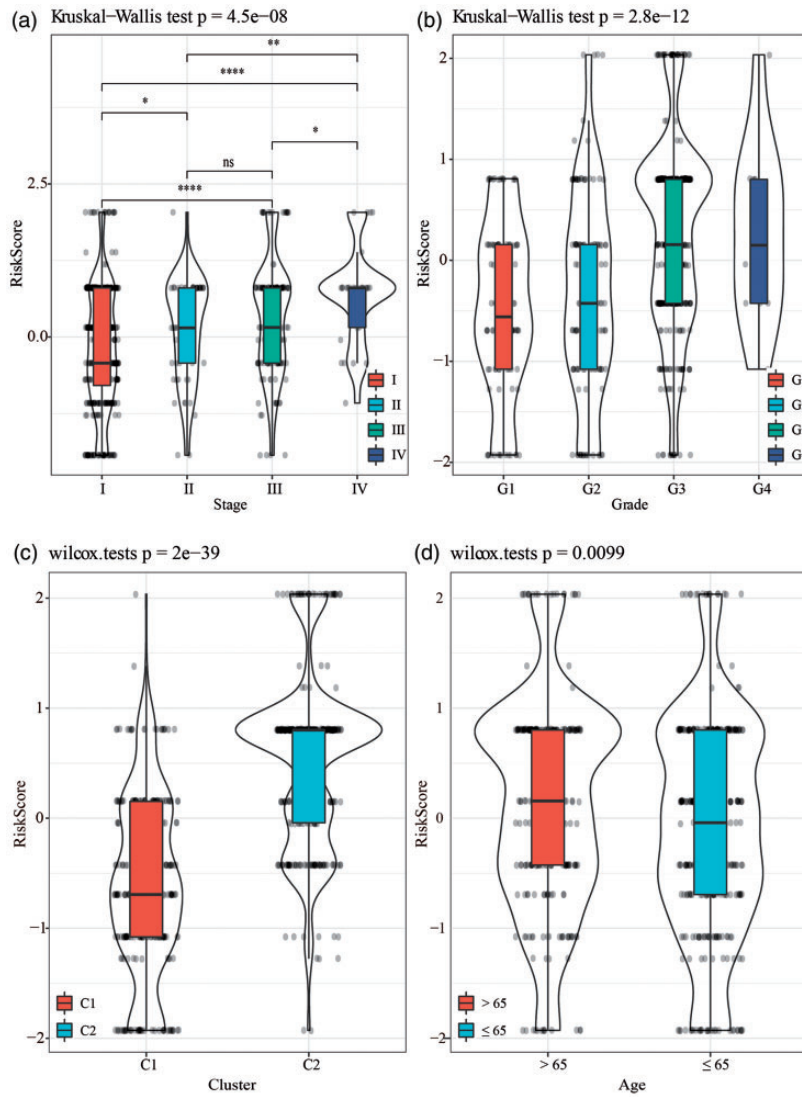 (a) Kruskal−Wallis test p = 4.5e−08
**
****
*
*
ns
****
2.5
0.0
RiskScore
I
II
III
IV
I II III IV
Stage
(b) Kruskal−Wallis test p = 2.8e−12
2
1
0
−1
−2
RiskScore
G
G
G
G
G1 G2 G3 G4
Grade
(c) wilcox.tests p = 2e−39
2
1
0
−1
−2
RiskScore
C1
C2
C1 C2
Cluster
(d) wilcox.tests p = 0.0099
2
1
0
−1
−2
RiskScore
> 65
≤ 65
> 65 ≤ 65
Age